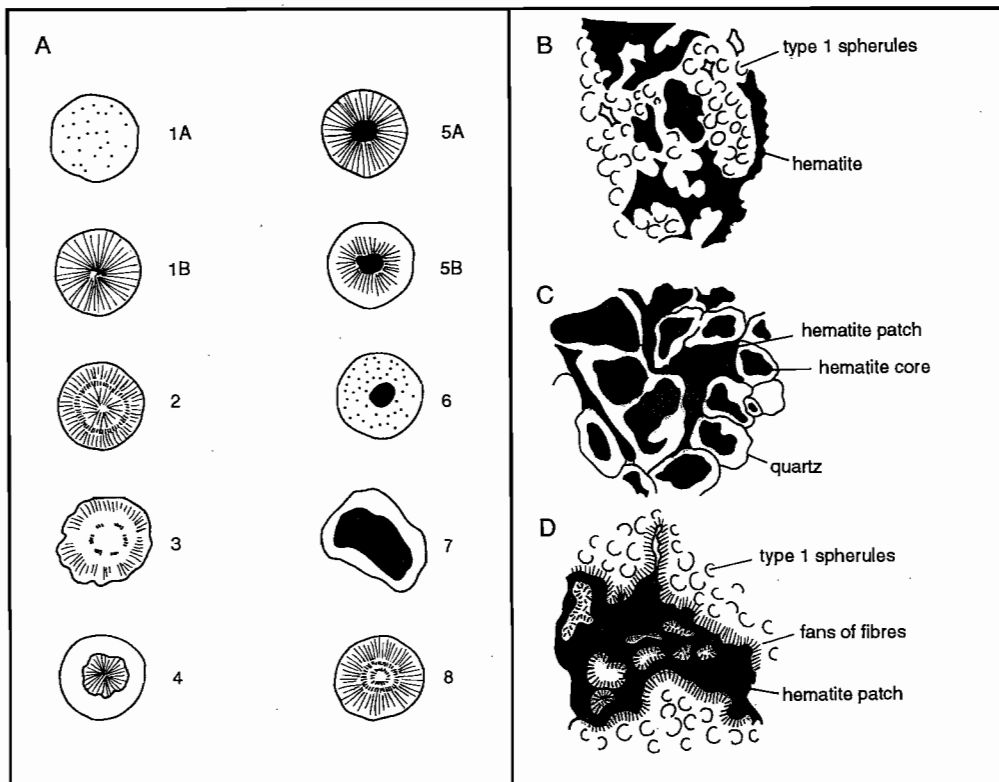 A
1A
5A
1B
5B
2
6
3
7
4
8
B
type 1 spherules
hematite
C
hematite patch
hematite core
quartz
D
type 1 spherules
fans of fibres
hematite patch